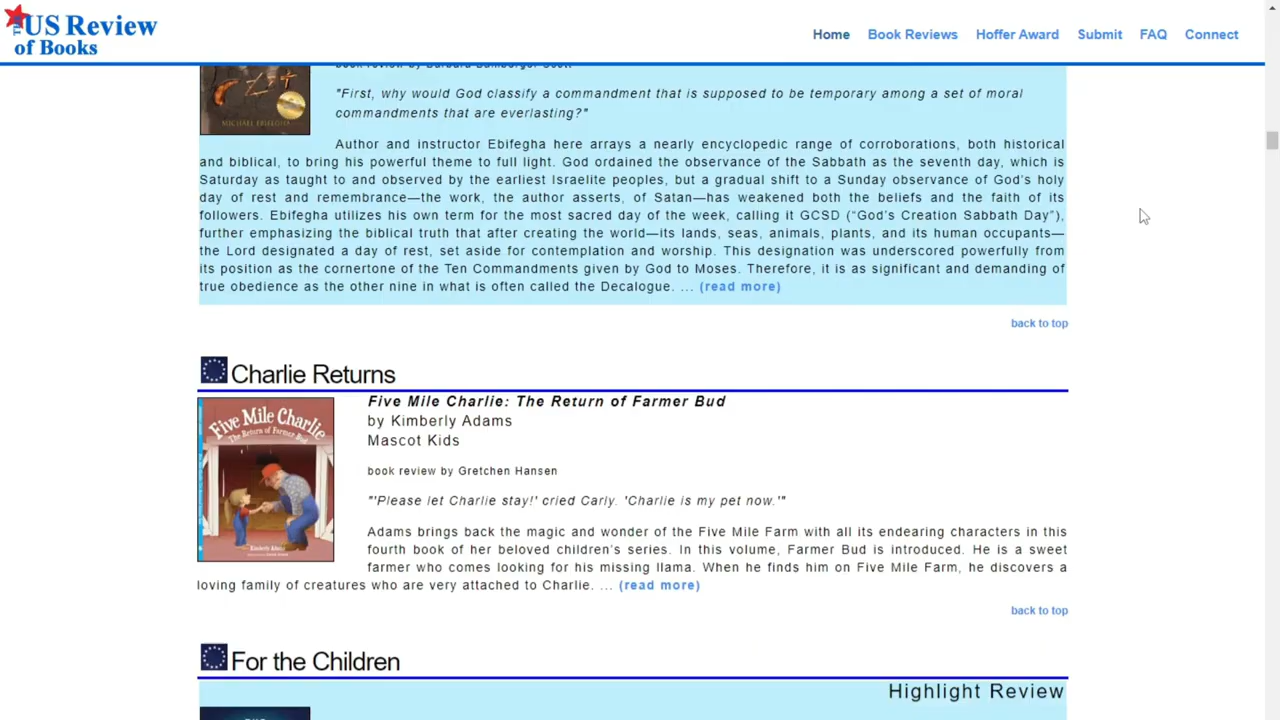 THE US Review
of Books
Home
Book Reviews
Hoffer Award
Submit
FAQ
Connect
book review by Barbara Bamberger Scott
MICHAEL EBIFEGHA
"First, why would God classify a commandment that is supposed to be temporary among a set of moral
commandments that are everlasting?"
Author and instructor Ebifegha here arrays a nearly encyclopedic range of corroborations, both historical
and biblical, to bring his powerful theme to full light. God ordained the observance of the Sabbath as the seventh day, which is
Saturday as taught to and observed by the earliest Israelite peoples, but a gradual shift to a Sunday observance of God's holy
day of rest and remembrance—the work, the author asserts, of Satan—has weakened both the beliefs and the faith of its
followers. Ebifegha utilizes his own term for the most sacred day of the week, calling it GCSD (“God's Creation Sabbath Day”),
further emphasizing the biblical truth that after creating the world—its lands, seas, animals, plants, and its human occupants—
the Lord designated a day of rest, set aside for contemplation and worship. This designation was underscored powerfully from
its position as the cornertone of the Ten Commandments given by God to Moses. Therefore, it is as significant and demanding of
true obedience as the other nine in what is often called the Decalogue. ... (read more)
back to top
Charlie Returns
Five Mile Charlie
The Return of Farmer Bud
Kimberly Adams
Five Mile Charlie: The Return of Farmer Bud
by Kimberly Adams
Mascot Kids
book review by Gretchen Hansen
"'Please let Charlie stay!' cried Carly. 'Charlie is my pet now.'"
Adams brings back the magic and wonder of the Five Mile Farm with all its endearing characters in this
fourth book of her beloved children's series. In this volume, Farmer Bud is introduced. He is a sweet
farmer who comes looking for his missing llama. When he finds him on Five Mile Farm, he discovers a
loving family of creatures who are very attached to Charlie. ... (read more)
back to top
For the Children
Highlight Review